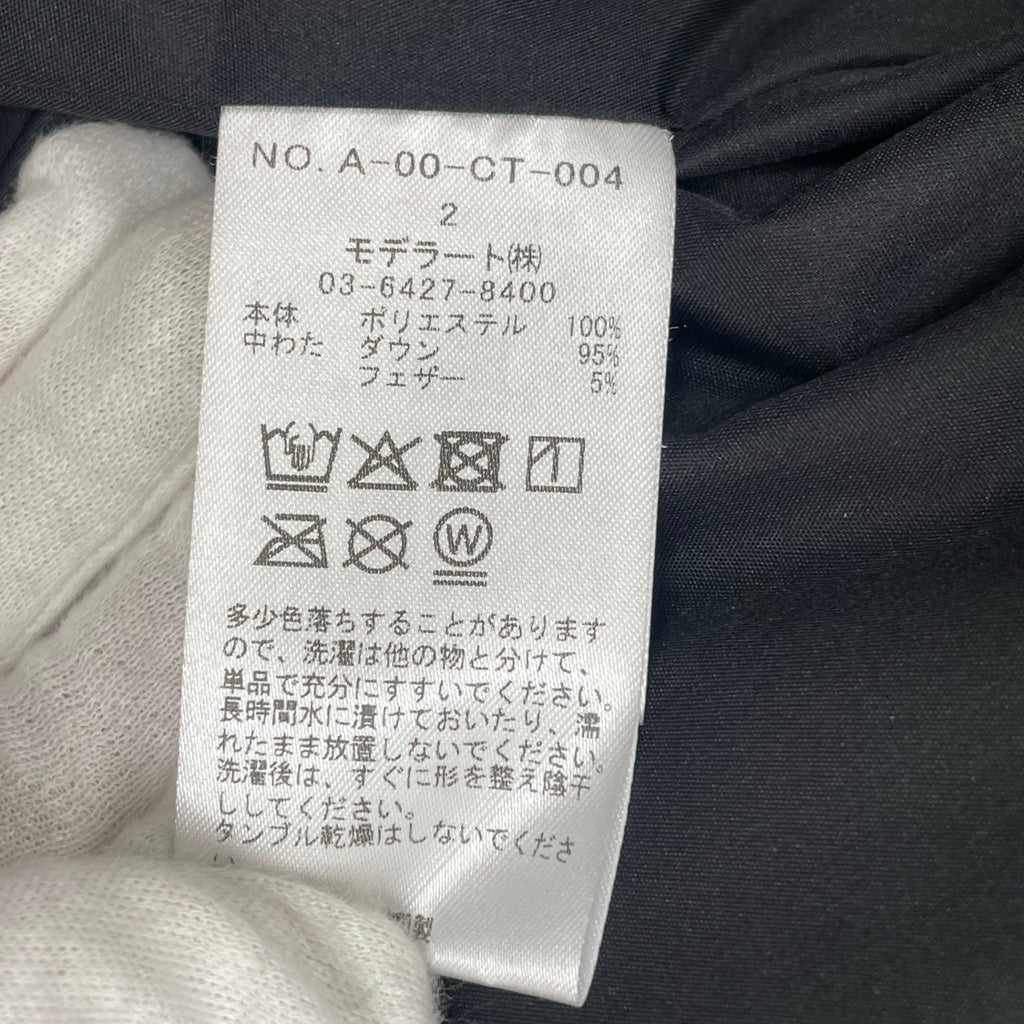 NO. A-00-CT-004
2
モデラート(株)
03-6427-8400
本体 ポリエステル 100%
中わた ダウン 95%
フェザー 5%
W
多少色落ちすることがあります
ので、洗濯は他の物と分けて、
単品で充分にすすいでください。
長時間水に漬けておいたり、濡
れたまま放置しないでください。
洗濯後は、すぐに形を整え陰干
ししてください。
タンブル乾燥はしないでくださ
い
製